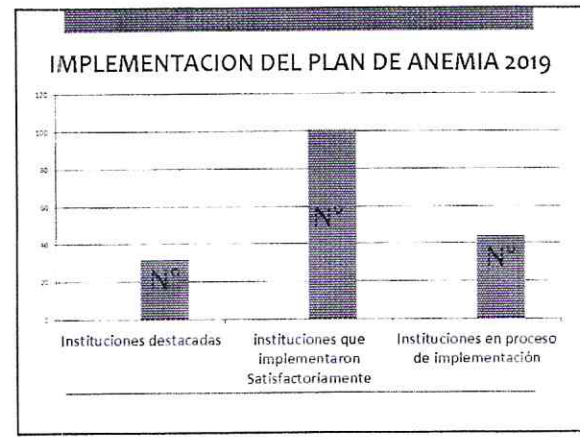 IMPLEMENTACION DEL PLAN DE ANEMIA 2019
120
100
80
60
40
20
0
N°
N°
N°
Instituciones destacadas
instituciones que
implementaron
Satisfactoriamente
Instituciones en proceso
de implementación